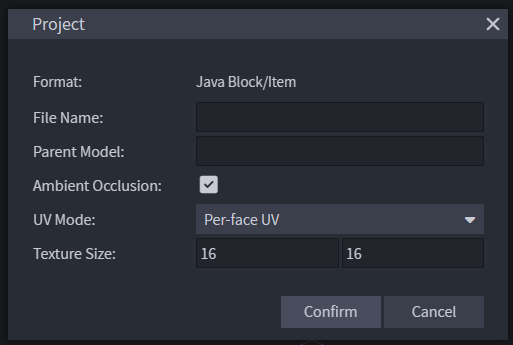 Project
Format: Java Block/Item
File Name:
Parent Model:
Ambient Occlusion:
UV Mode: Per-face UV
Texture Size: 16 16
Confirm Cancel